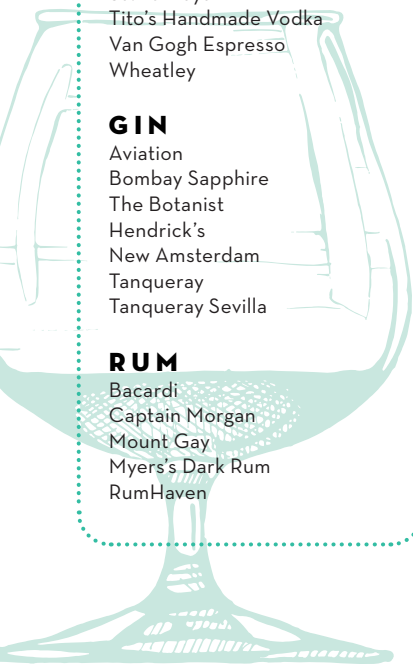 Tito's Handmade Vodka
Van Gogh Espresso
Wheatley
GIN
Aviation
Bombay Sapphire
The Botanist
Hendrick's
New Amsterdam
Tanqueray
Tanqueray Sevilla
RUM
Bacardi
Captain Morgan
Mount Gay
Myers's Dark Rum
RumHaven